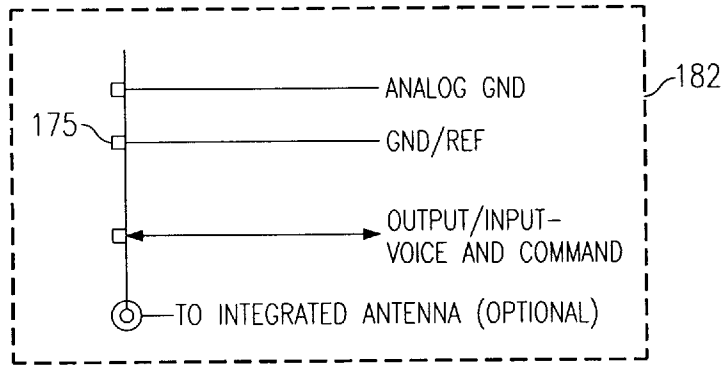 ANALOG GND
182
175
GND/REF
OUTPUT/INPUT-
VOICE AND COMMAND
TO INTEGRATED ANTENNA (OPTIONAL)